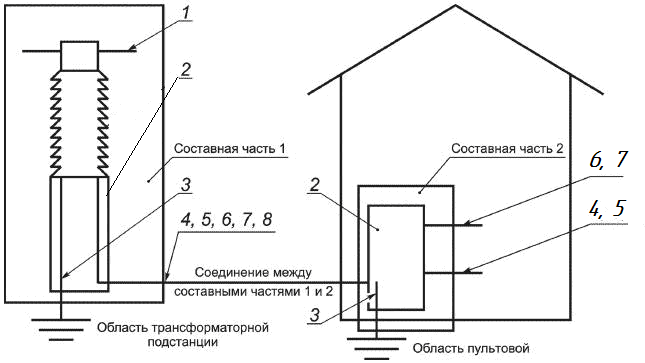 1
2
Составная часть 1
3
4, 5, 6, 7, 8
Соединение между
составными частями 1 и 2
Область трансформаторной
подстанции
Составная часть 2
6, 7
2
4, 5
3
Область пультовой